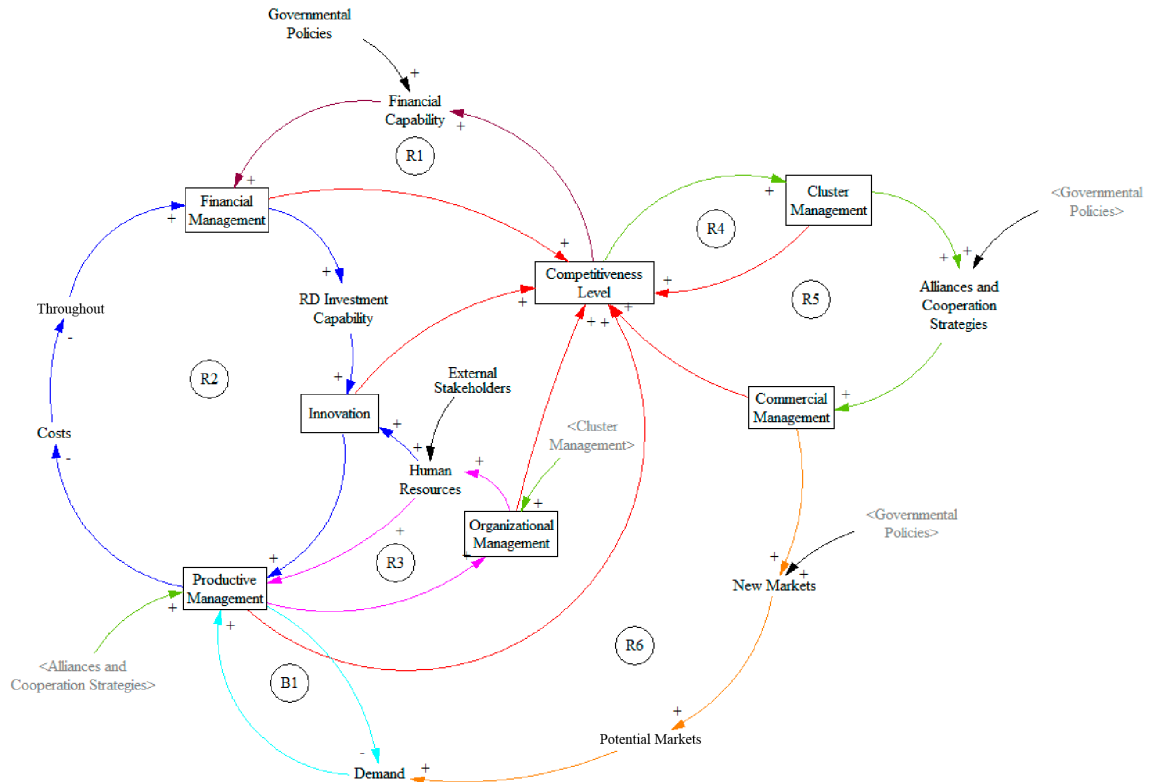 Governmental
Policies
+
Financial
Capability
+
R1
+
Financial
Management
+
+
Cluster
Management
+
<Governmental
Policies>
R4
+
+
+
Competitiveness
Level
+
+
+
+
+
+
RD Investment
Capability
Alliances and
Cooperation
Strategies
R5
Throughout
-
R2
+
External
Stakeholders
Innovation
Commercial
Management
+
Costs
-
+
+
<Cluster
Management>
Human
Resources
+
+
Organizational
Management
<Governmental
Policies>
+
R3
+
+
Productive
Management
+
+
+
+
New Markets
<Alliances and
Cooperation Strategies>
B1
R6
+
Potential Markets
-
Demand
+